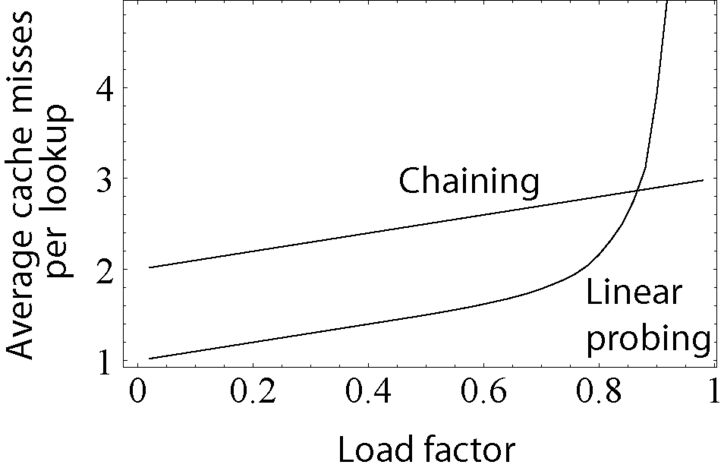 Average cache misses
per lookup
4
3
2
1
Chaining
Linear
probing
0
0.2
0.4
0.6
0.8
1
Load factor